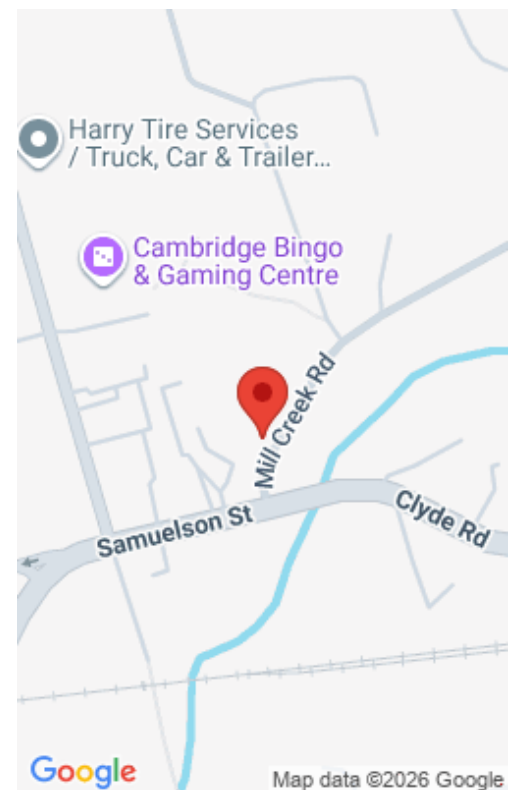 Harry Tire Services
/ Truck, Car & Trailer...
Cambridge Bingo
& Gaming Centre
Mill Creek Rd
Samuelson St
Clyde Rd
Google
Map data ©2026 Google